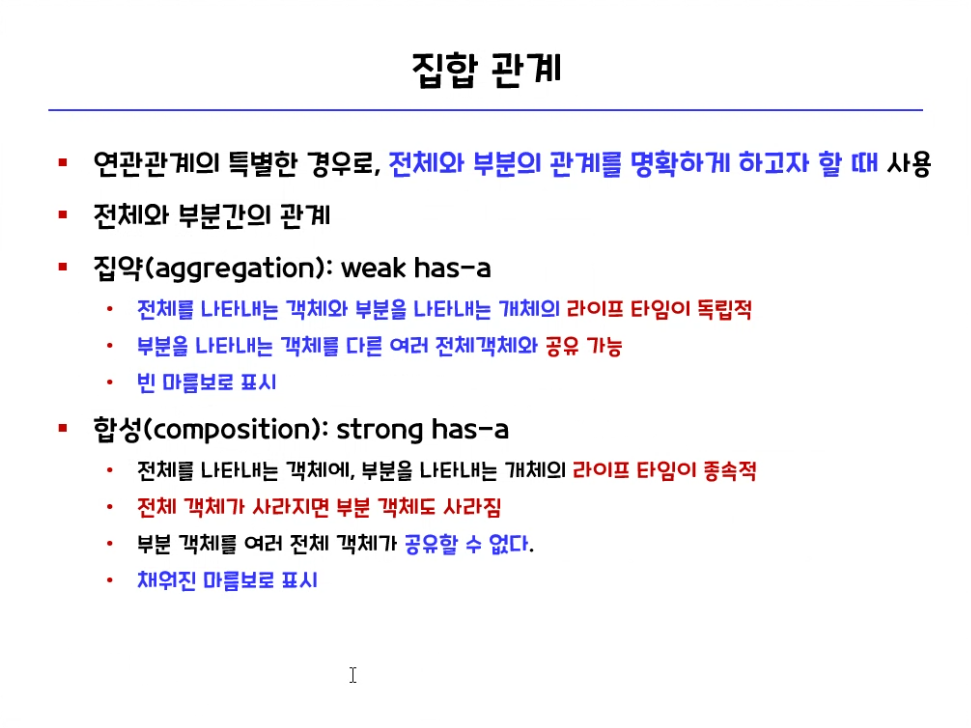 집합 관계
▪ 연관관계의 특별한 경우로, 전체와 부분의 관계를 명확하게 하고자 할 때 사용
▪ 전체와 부분간의 관계
▪ 집약(aggregation): weak has-a
• 전체를 나타내는 객체와 부분을 나타내는 개체의 라이프 타임이 독립적
• 부분을 나타내는 객체를 다른 여러 전체객체와 공유 가능
• 빈 마름보로 표시
▪ 합성(composition): strong has-a
• 전체를 나타내는 객체에, 부분을 나타내는 개체의 라이프 타임이 종속적
• 전체 객체가 사라지면 부분 객체도 사라짐
• 부분 객체를 여러 전체 객체가 공유할 수 없다.
• 채워진 마름보로 표시